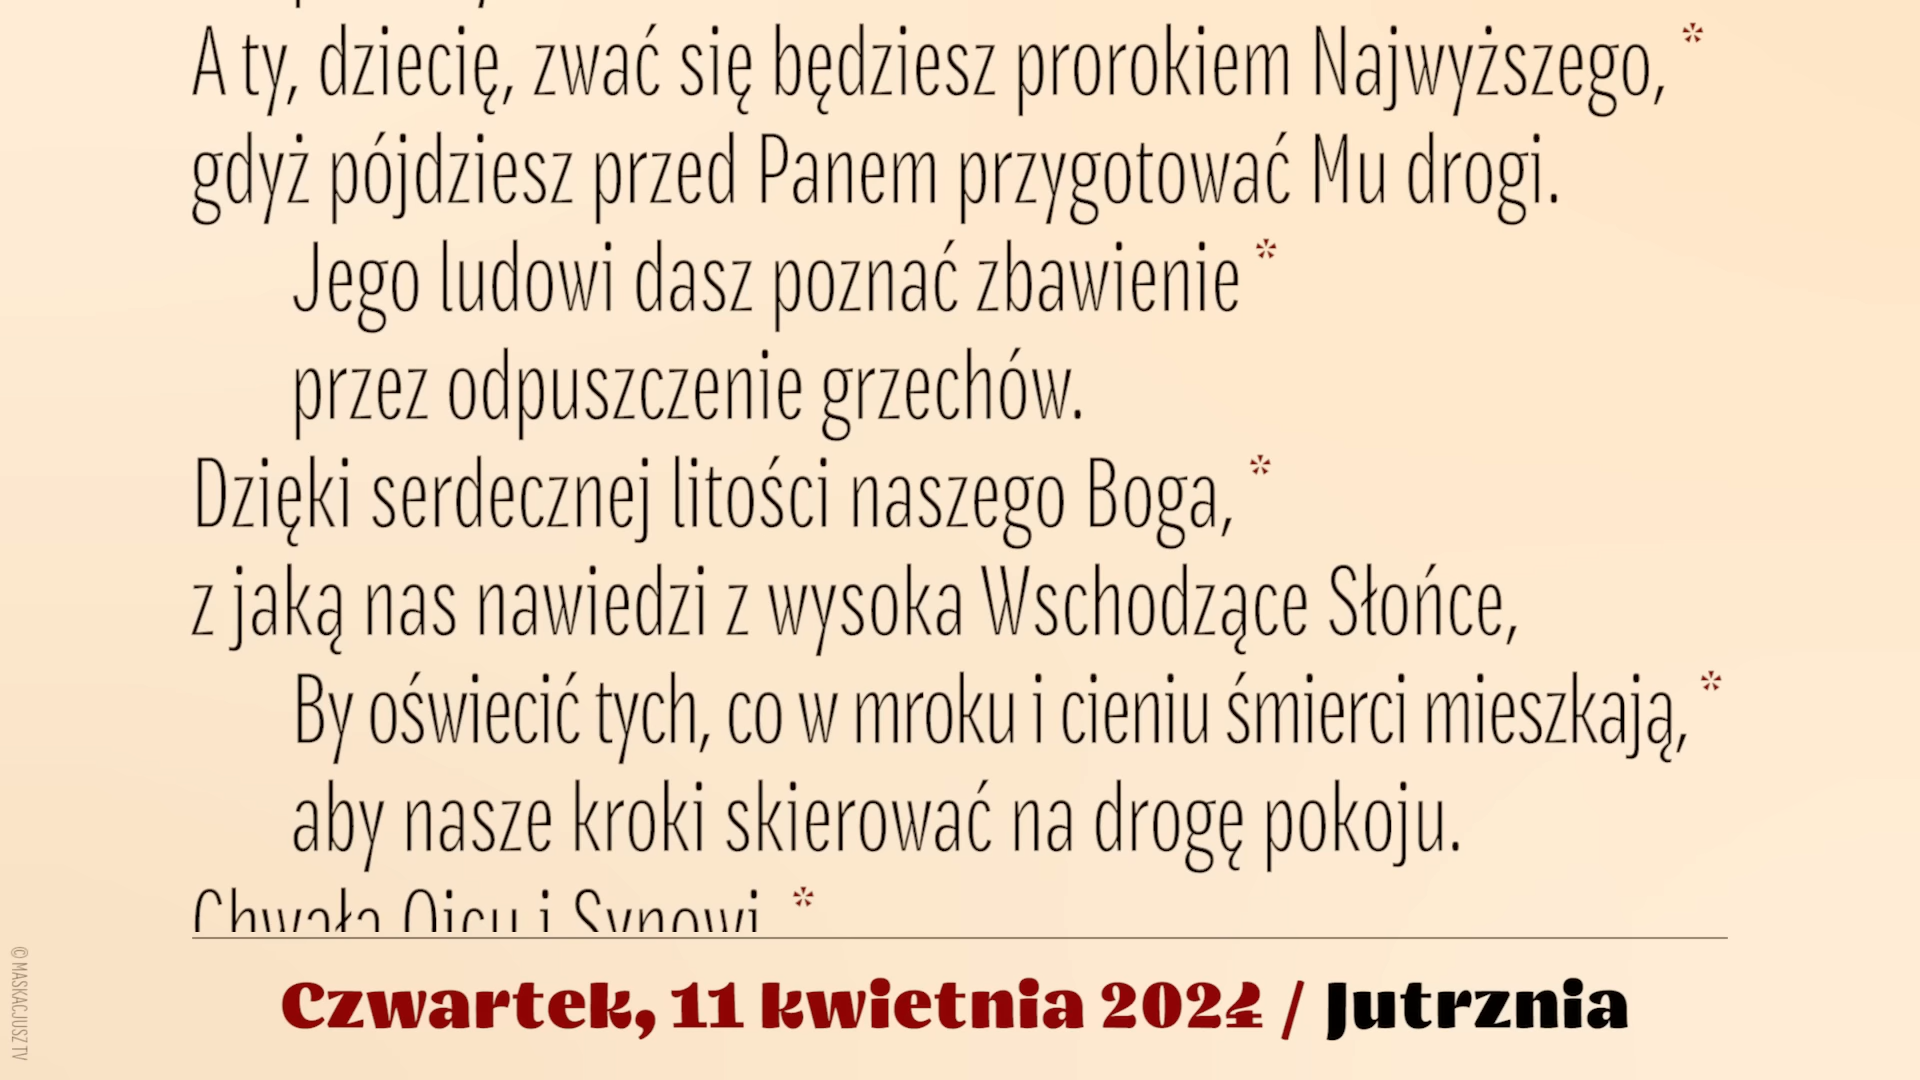 A ty, dziecię, zwać się będziesz prorokiem Najwyższego, *
gdyż pójdziesz przed Panem przygotować Mu drogi.
Jego ludowi dasz poznać zbawienie *
przez odpuszczenie grzechów.
Dzięki serdecznej litości naszego Boga, *
z jaką nas nawiedzi z wysoka Wschodzące Słońce,
By oświecić tych, co w mroku i cieniu śmierci mieszkają, *
aby nasze kroki skierować na drogę pokoju.
Chwała Ojcu i Synowi *
Czwartek, 11 kwietnia 2024 / Jutrznia
© MASKACJUSZ TV